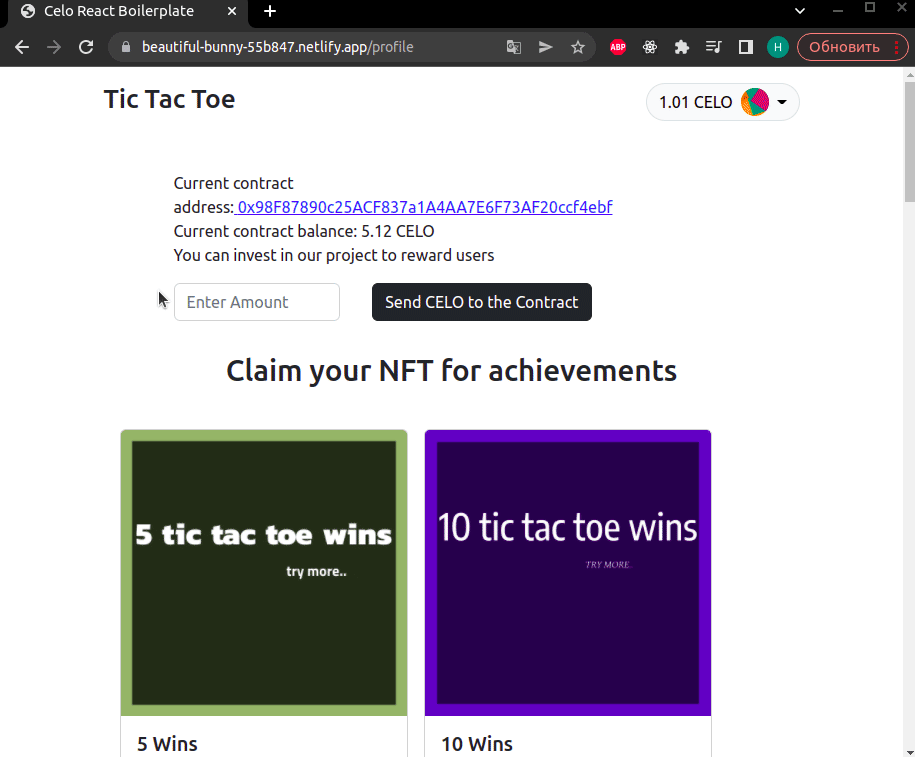 Celo React Boilerplate
beautiful-bunny-55b847.netlify.app/profile
ABP
H
Обновить
Tic Tac Toe
1.01 CELO
Current contract
address: 0x98F87890c25ACF837a1A4AA7E6F73AF20ccf4ebf
Current contract balance: 5.12 CELO
You can invest in our project to reward users
Enter Amount
Send CELO to the Contract
Claim your NFT for achievements
5 tic tac toe wins
try more..
10 tic tac toe wins
TRY MORE..
5 Wins
10 Wins